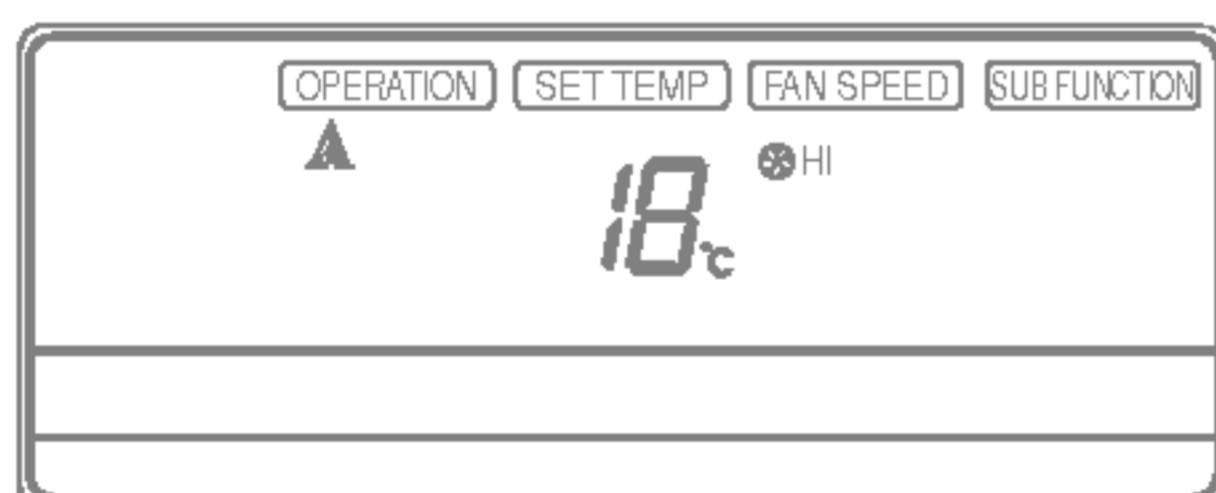 OPERATION SET TEMP FAN SPEED SUB FUNCTION
A HI
18°C